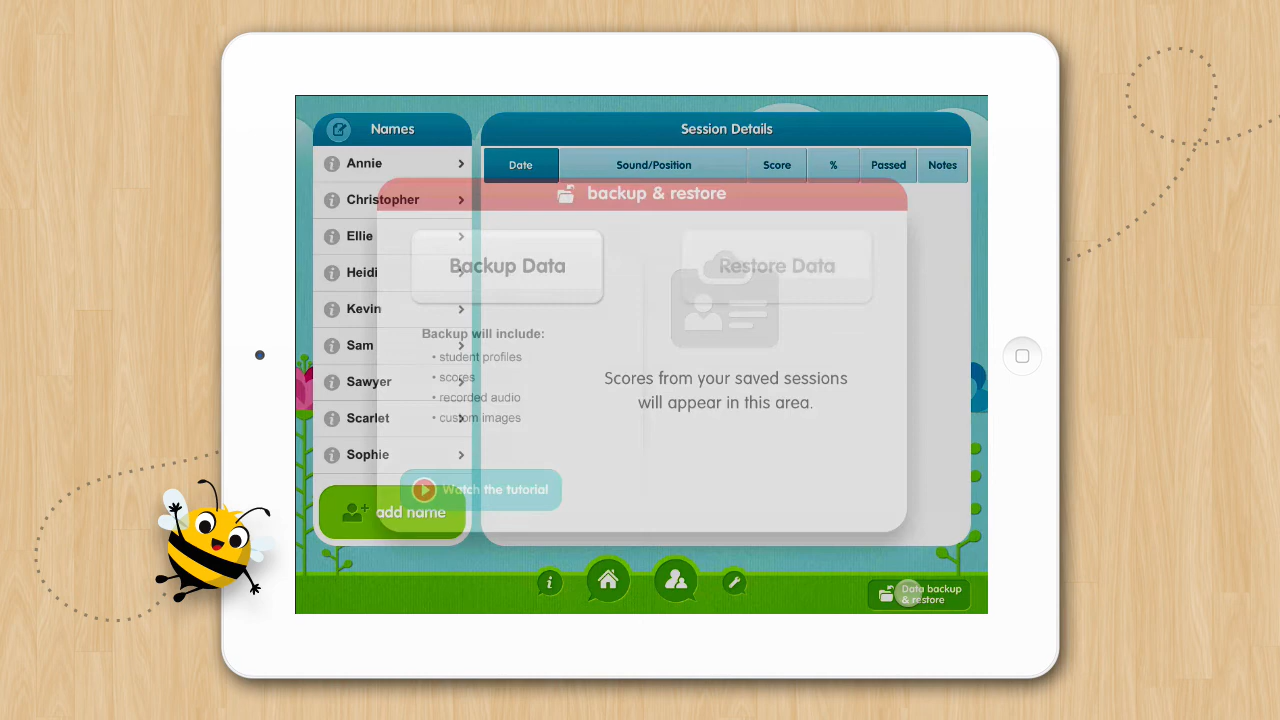 Names
Annie
Christopher
Ellie
Heidi
Kevin
Sam
Sawyer
Scarlet
Sophie
add name
Session Details
Date Sound/Position Score % Passed Notes
backup & restore
Backup Data
Restore Data
Backup will include:
• student profiles
• scores
• recorded audio
• custom images
Watch the tutorial
Scores from your saved sessions
will appear in this area.
Data backup
& restore